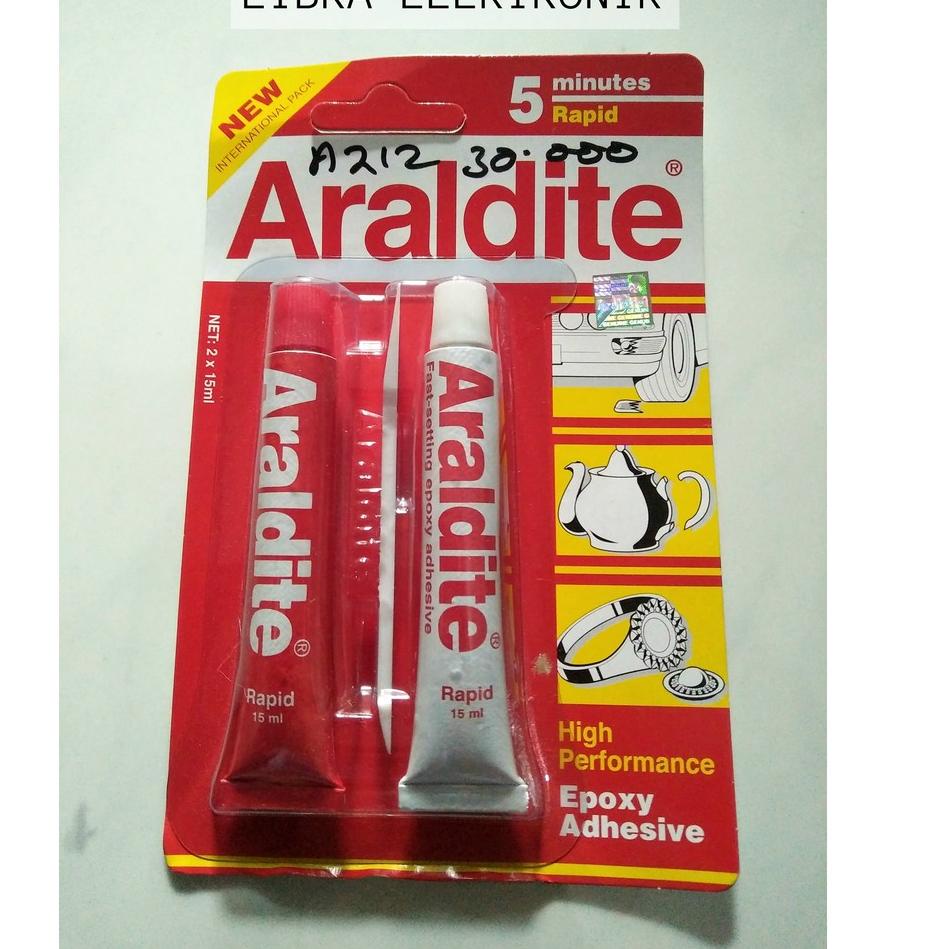 LIBRA ELEKTRONIK
NEW
INTERNATIONAL PACK
5 minutes
Rapid
A212 30.000
Araldite®
NET: 2 x 15ml
Araldite®
Rapid
15 ml
Araldite
Araldite®
Fast-setting epoxy adhesive
Rapid
15 ml
High
Performance
Epoxy
Adhesive